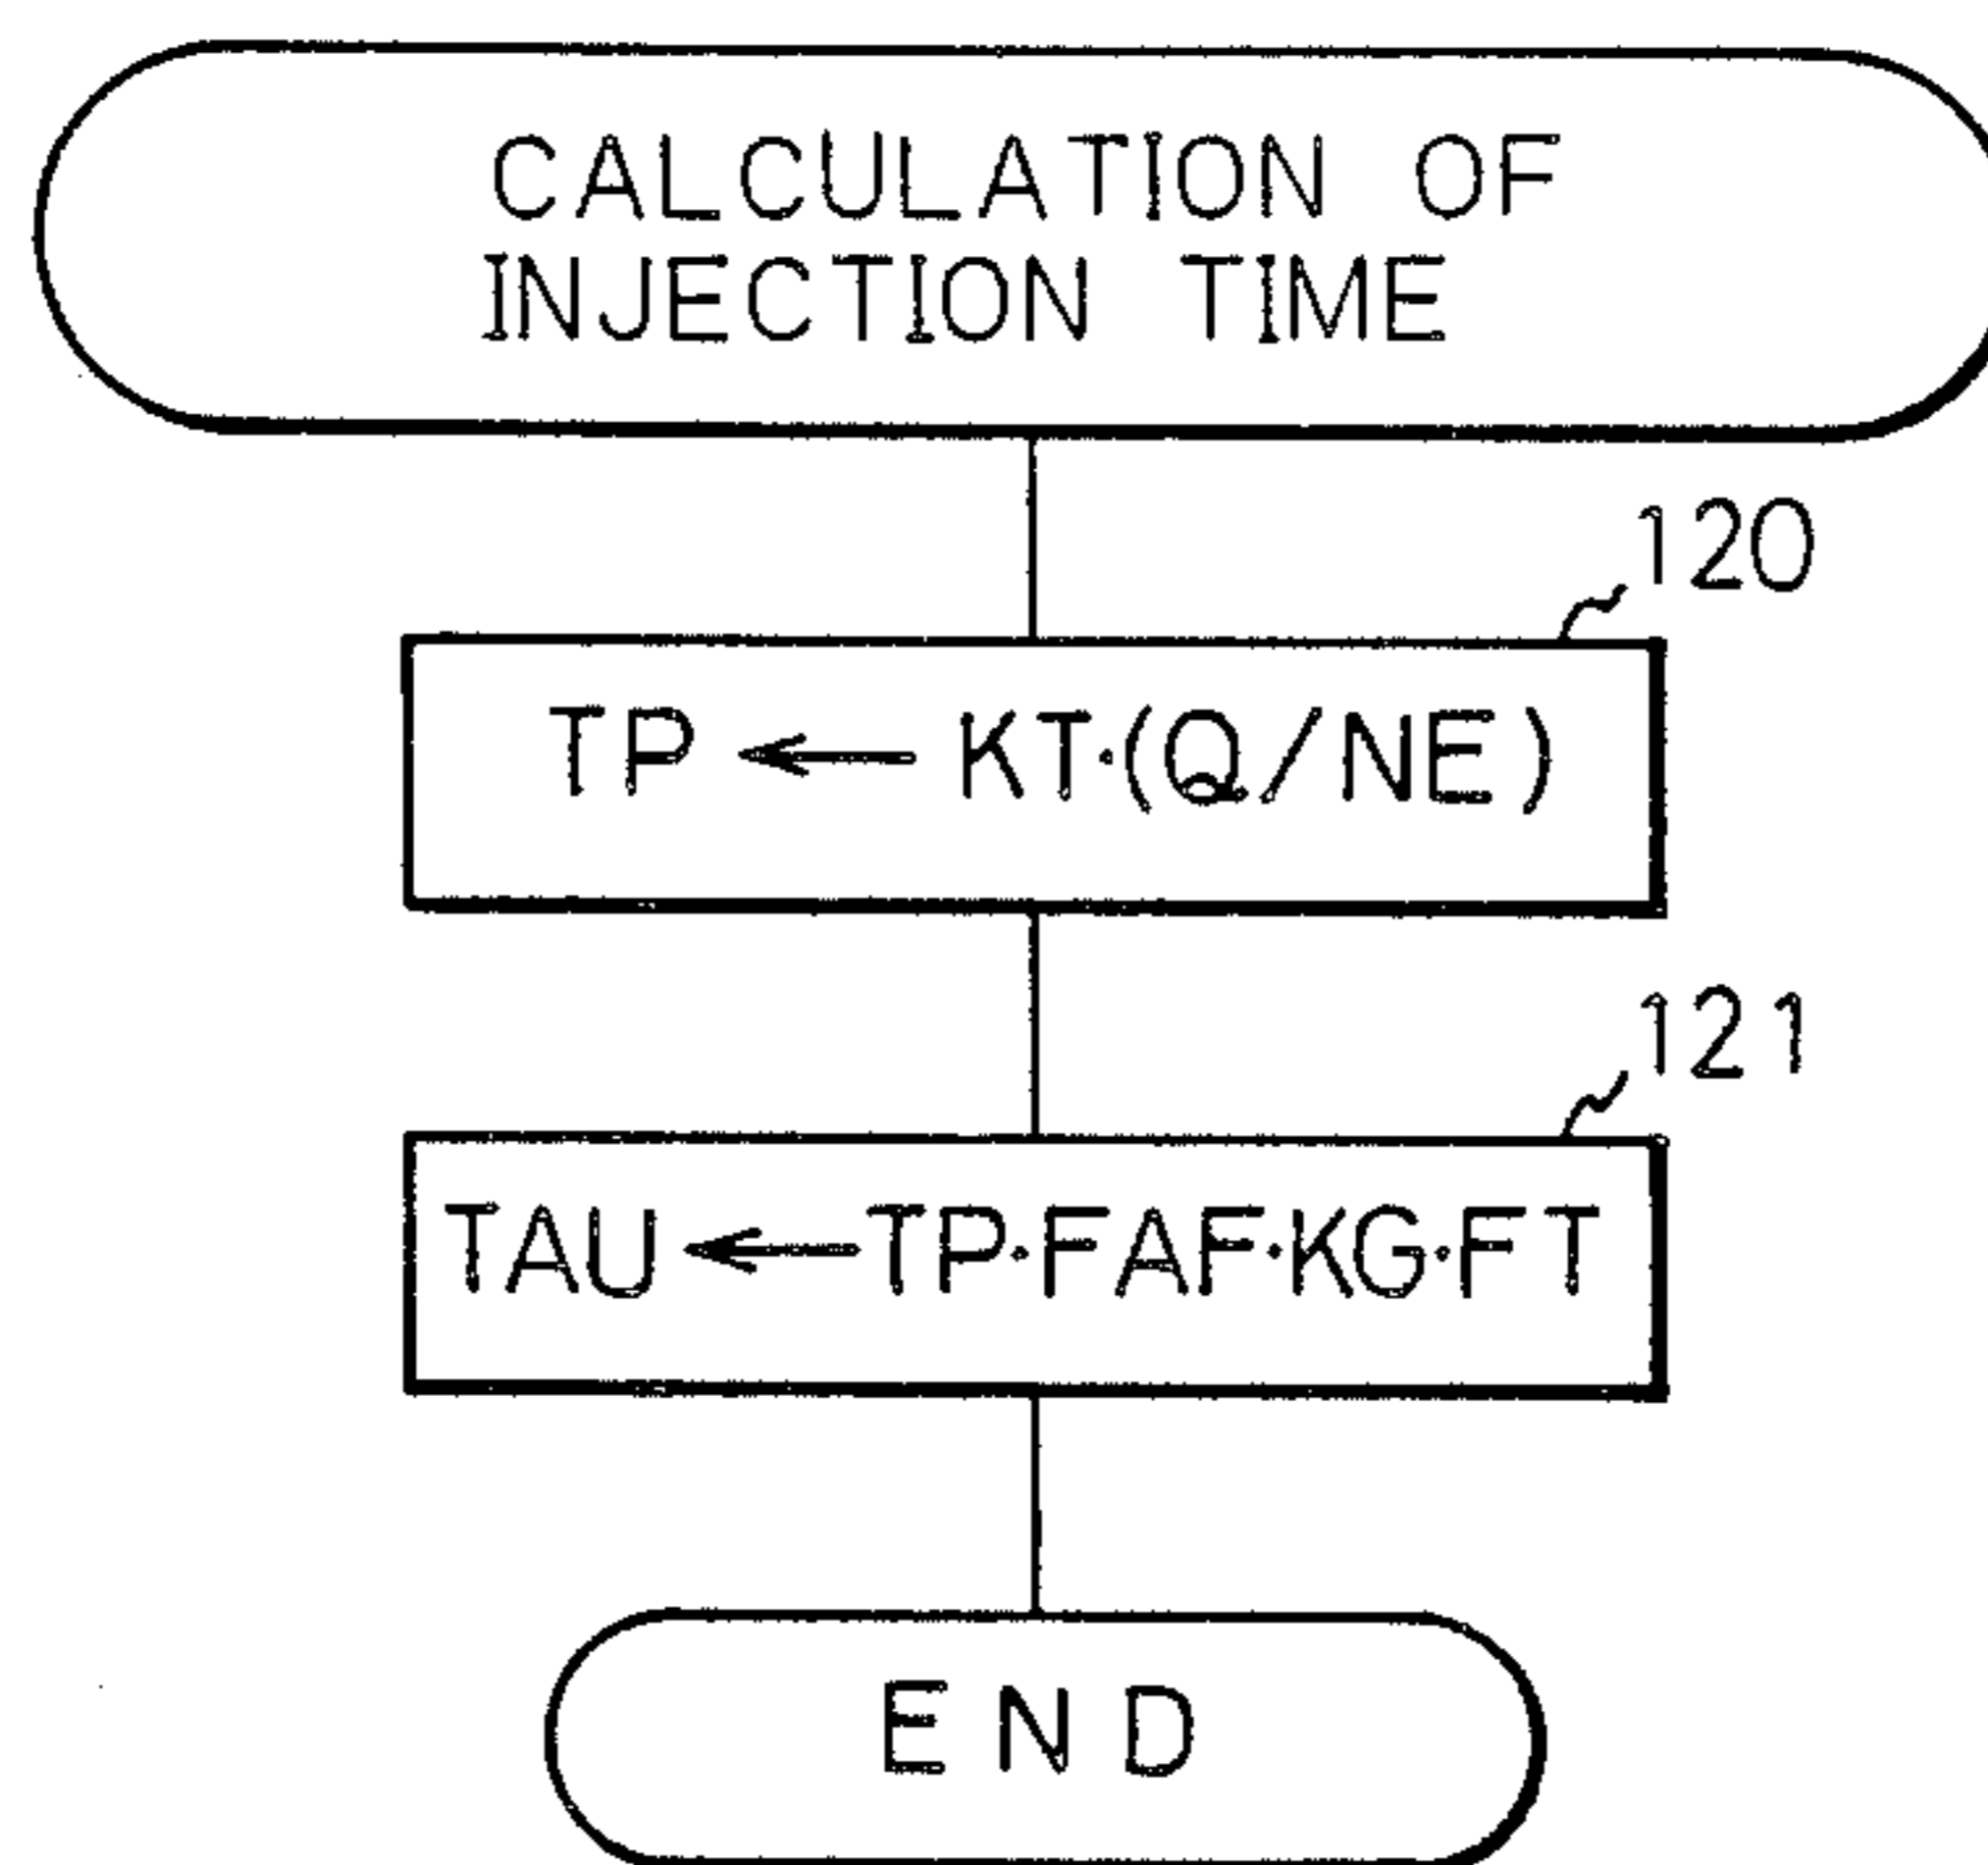 CALCULATION OF
INJECTION TIME
120
TP ← KT·(Q/NE)
121
TAU ← TP·FAF·KG·FT
END